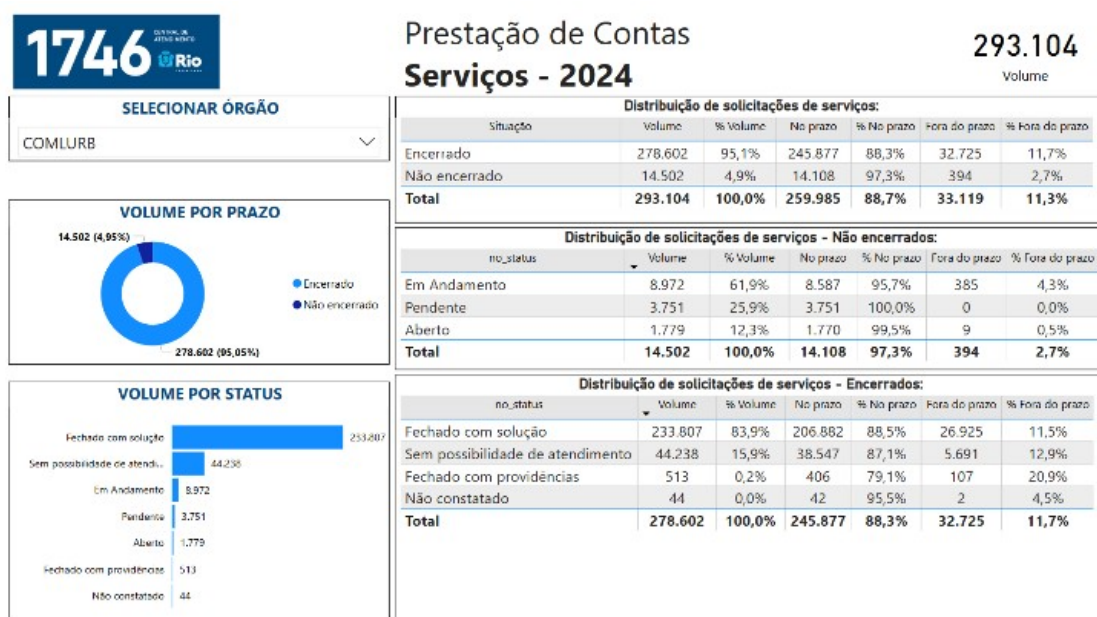 1746 CENTRAL DE ATENDIMENTO Rio
Prestação de Contas
Serviços - 2024
293.104
Volume
SELECIONAR ÓRGÃO
COMLURB
VOLUME POR PRAZO
14.502 (4,95%)
Encerrado
Não encerrado
278.602 (95,05%)
VOLUME POR STATUS
Fechado com solução 233.807
Sem possibilidade de atendi... 44.238
Em Andamento 8.972
Pendente 3.751
Aberto 1.779
Fechado com providências 513
Não constatado 44
Distribuição de solicitações de serviços:
Situação Volume % Volume No prazo % No prazo Fora do prazo % Fora do prazo
Encerrado 278.602 95,1% 245.877 88,3% 32.725 11,7%
Não encerrado 14.502 4,9% 14.108 97,3% 394 2,7%
Total 293.104 100,0% 259.985 88,7% 33.119 11,3%
Distribuição de solicitações de serviços - Não encerrados:
no_status Volume % Volume No prazo % No prazo Fora do prazo % Fora do prazo
Em Andamento 8.972 61,9% 8.587 95,7% 385 4,3%
Pendente 3.751 25,9% 3.751 100,0% 0 0,0%
Aberto 1.779 12,3% 1.770 99,5% 9 0,5%
Total 14.502 100,0% 14.108 97,3% 394 2,7%
Distribuição de solicitações de serviços - Encerrados:
no_status Volume % Volume No prazo % No prazo Fora do prazo % Fora do prazo
Fechado com solução 233.807 83,9% 206.882 88,5% 26.925 11,5%
Sem possibilidade de atendimento 44.238 15,9% 38.547 87,1% 5.691 12,9%
Fechado com providências 513 0,2% 406 79,1% 107 20,9%
Não constatado 44 0,0% 42 95,5% 2 4,5%
Total 278.602 100,0% 245.877 88,3% 32.725 11,7%